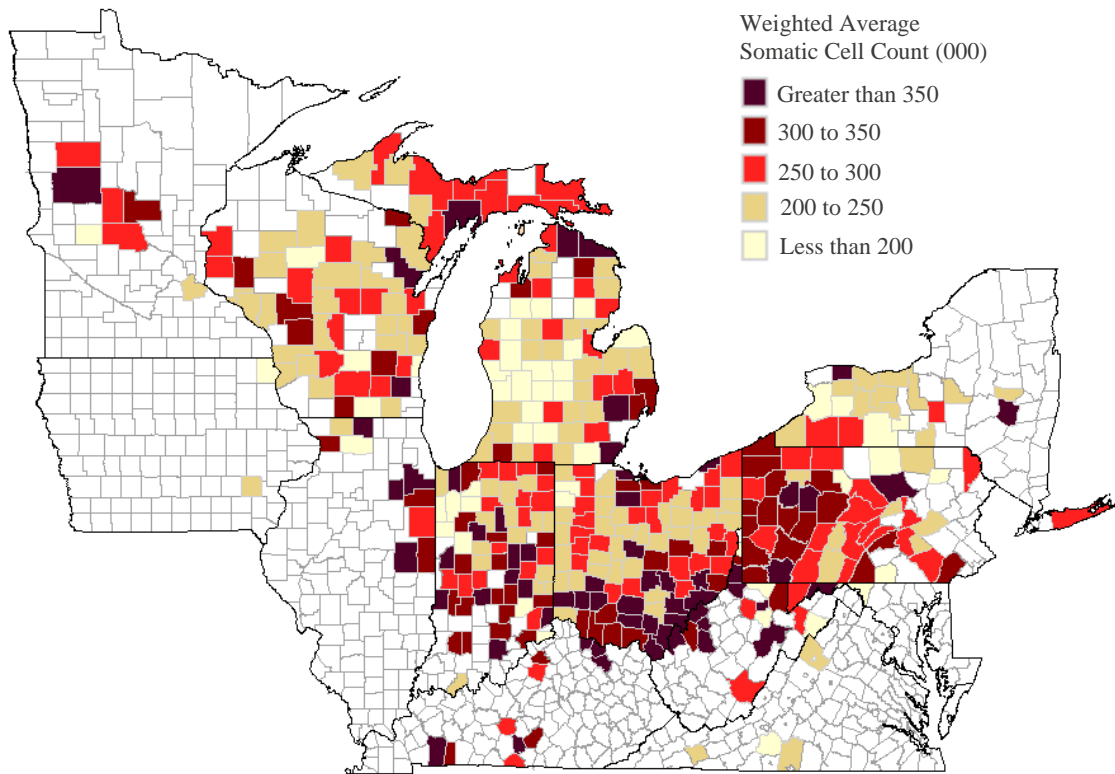 Weighted Average
Somatic Cell Count (000)
Greater than 350
300 to 350
250 to 300
200 to 250
Less than 200